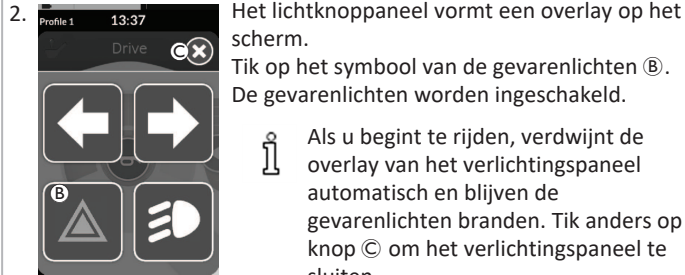 2.
Profile 1 13:37
Drive Ⓒ
Ⓑ
Het lichtknoppaneel vormt een overlay op het
scherm.
Tik op het symbool van de gevarenlichten Ⓑ.
De gevarenlichten worden ingeschakeld.
Als u begint te rijden, verdwijnt de
overlay van het verlichtingspaneel
automatisch en blijven de
gevarenlichten branden. Tik anders op
knop Ⓒ om het verlichtingspaneel te
sluiten